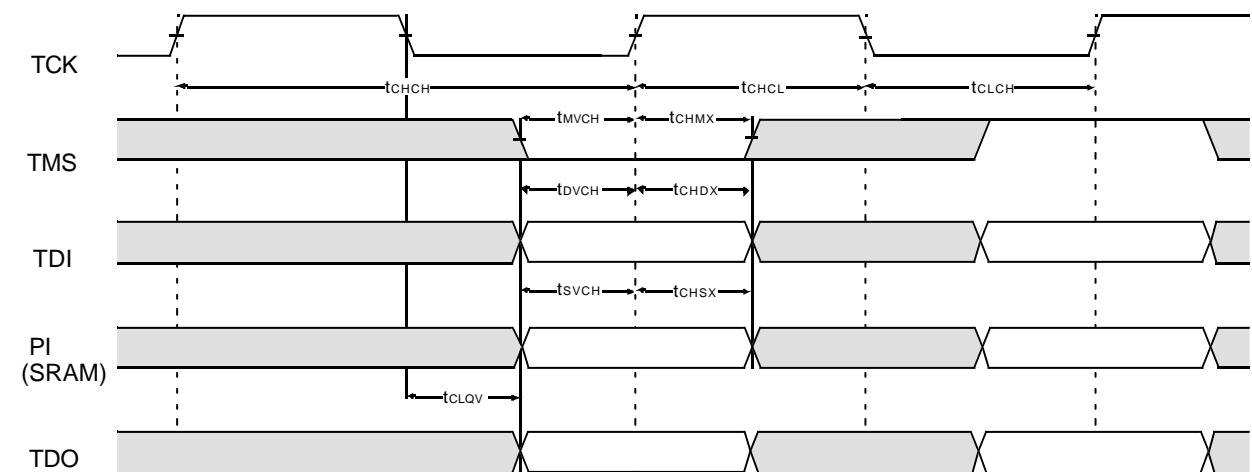 TCK
tCHCH
tCHCL
tCLCH
tMVCH
tCHMX
TMS
tDVCH
tCHDX
TDI
tSVCH
tCHSX
PI
(SRAM)
tCLQV
TDO